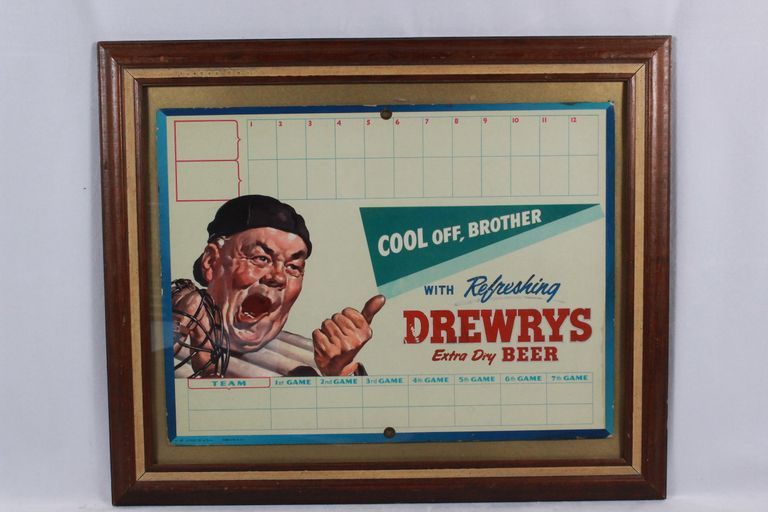 1 2 3 4 5 6 7 8 9 10 11 12
COOL OFF, BROTHER
WITH Refreshing
DREWRYS
Extra Dry BEER
TEAM 1st GAME 2nd GAME 3rd GAME 4th GAME 5th GAME 6th GAME 7th GAME